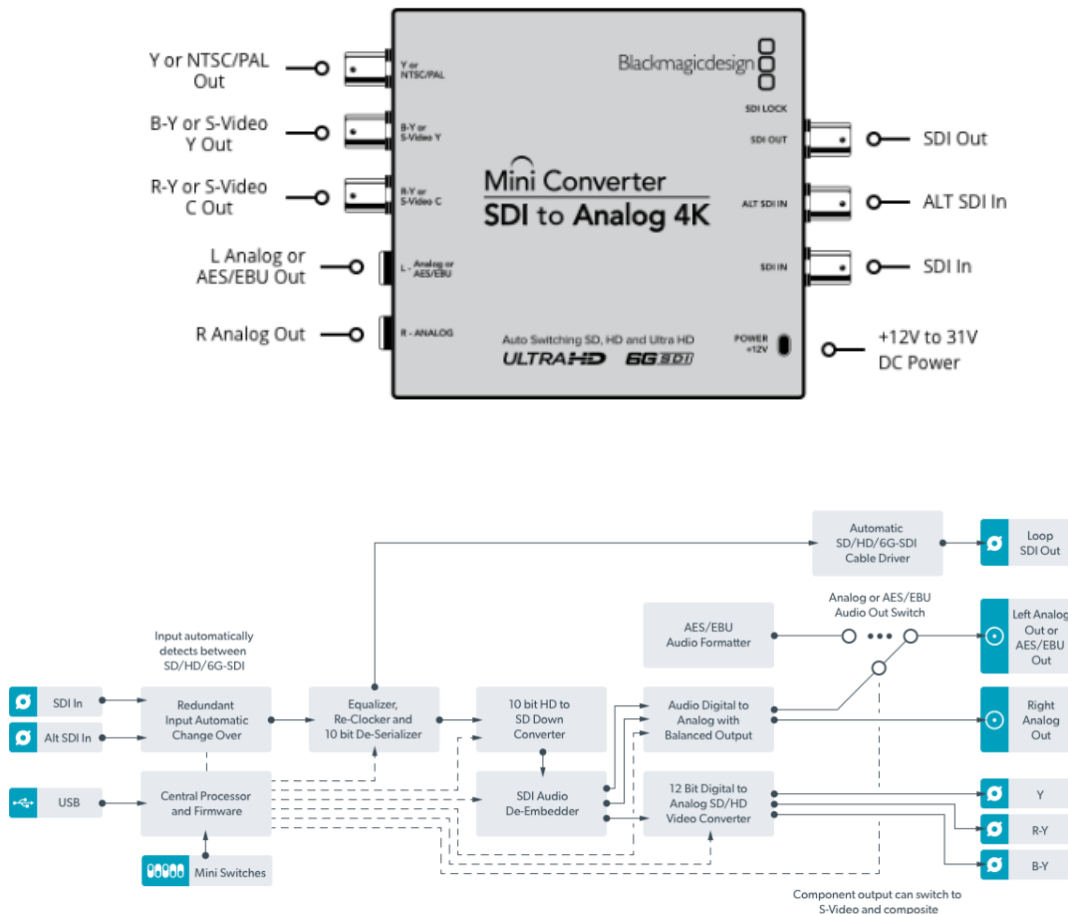 Y or NTSC/PAL
Out
B-Y or S-Video
Y Out
R-Y or S-Video
C Out
L Analog or
AES/EBU Out
R Analog Out
Y or
NTSC/PAL
B-Y or
S-Video Y
R-Y or
S-Video C
L - Analog or
AES/EBU
R - ANALOG
Blackmagicdesign
Mini Converter
SDI to Analog 4K
Auto Switching SD, HD and Ultra HD
ULTRAHD 6G SDI
SDI LOCK
SDI OUT
ALT SDI IN
SDI IN
POWER
+12V
SDI Out
ALT SDI In
SDI In
+12V to 31V
DC Power
Automatic
SD/HD/6G-SDI
Cable Driver
Loop
SDI Out
Analog or AES/EBU
Audio Out Switch
AES/EBU
Audio Formatter
Left Analog
Out or
AES/EBU
Out
Input automatically
detects between
SD/HD/6G-SDI
SDI In
Alt SDI In
Redundant
Input Automatic
Change Over
Equalizer,
Re-Clocker and
10 bit De-Serializer
10 bit HD to
SD Down
Converter
Audio Digital to
Analog with
Balanced Output
Right
Analog
Out
USB
Central Processor
and Firmware
SDI Audio
De-Embedder
12 Bit Digital to
Analog SD/HD
Video Converter
Y
R-Y
B-Y
Mini Switches
Component output can switch to
S-Video and composite